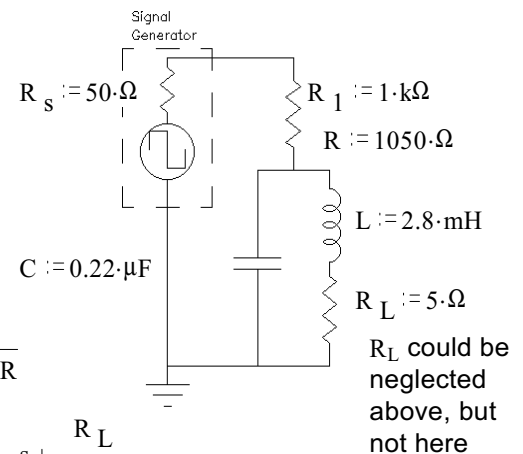 Signal
Generator
R s := 50·Ω
R 1 := 1·kΩ
R := 1050·Ω
L := 2.8·mH
C := 0.22·μF
R L := 5·Ω
RL could be
neglected
above, but
not here
R
R L